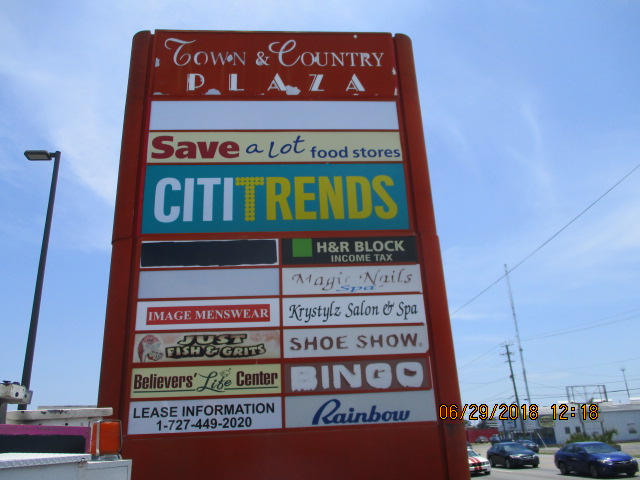 Town & Country
PLAZA
Save a Lot food stores
CITITRENDS
H&R BLOCK
INCOME TAX
Magic Nails
Spa
IMAGE MENSWEAR
Krystylz Salon & Spa
JUST
FISH & GRITS
SHOE SHOW
Believers' Life Center
BINGO
LEASE INFORMATION
1-727-449-2020
Rainbow
06/29/2018 12:18